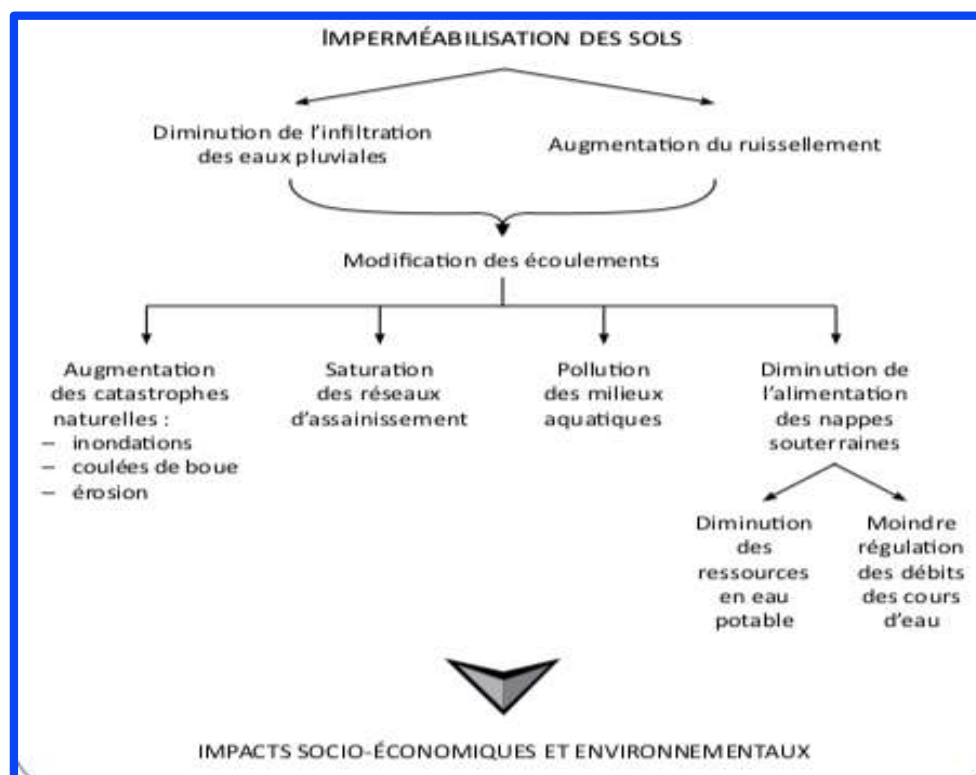 IMPERMÉABILISATION DES SOLS
Diminution de l'infiltration
des eaux pluviales
Augmentation du ruissellement
Modification des écoulements
Augmentation
des catastrophes
naturelles :
– inondations
– coulées de boue
– érosion
Saturation
des réseaux
d'assainissement
Pollution
des milieux
aquatiques
Diminution de
l'alimentation
des nappes
souterraines
Diminution
des
ressources
en eau
potable
Moindre
régulation
des débits
des cours
d'eau
IMPACTS SOCIO-ÉCONOMIQUES ET ENVIRONNEMENTAUX